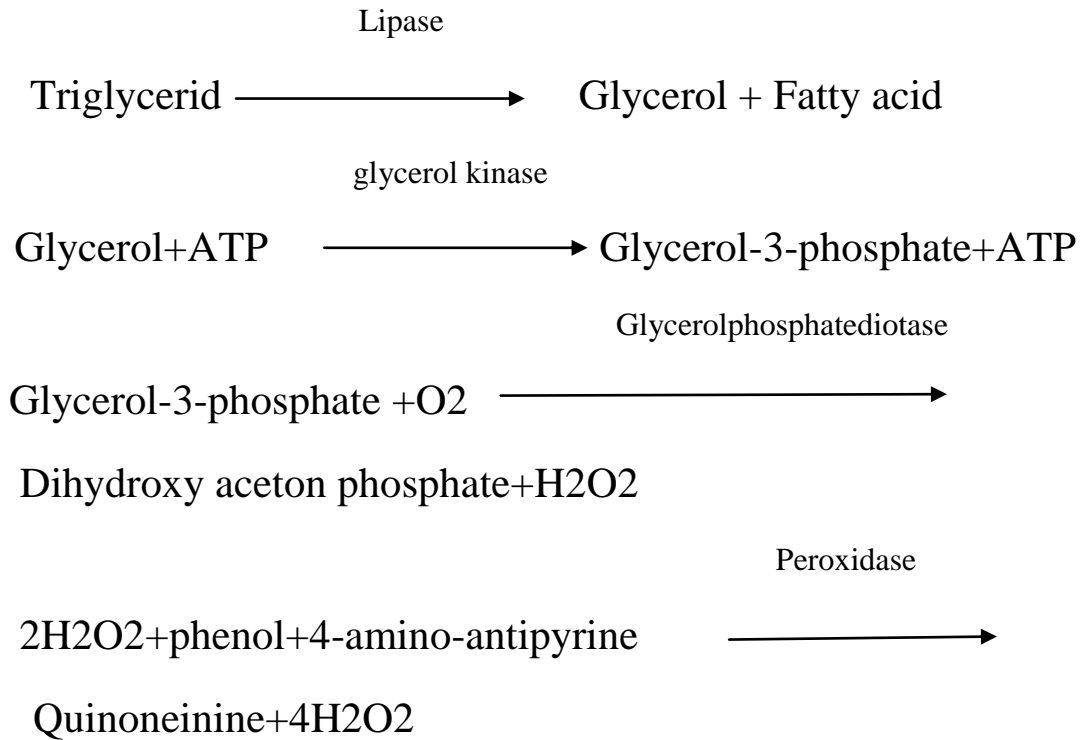 Lipase
Triglycerid Glycerol + Fatty acid
glycerol kinase
Glycerol+ATP Glycerol-3-phosphate+ATP
Glycerolphosphatediotase
Glycerol-3-phosphate +O2
Dihydroxy aceton phosphate+H2O2
Peroxidase
2H2O2+phenol+4-amino-antipyrine
Quinoneinine+4H2O2